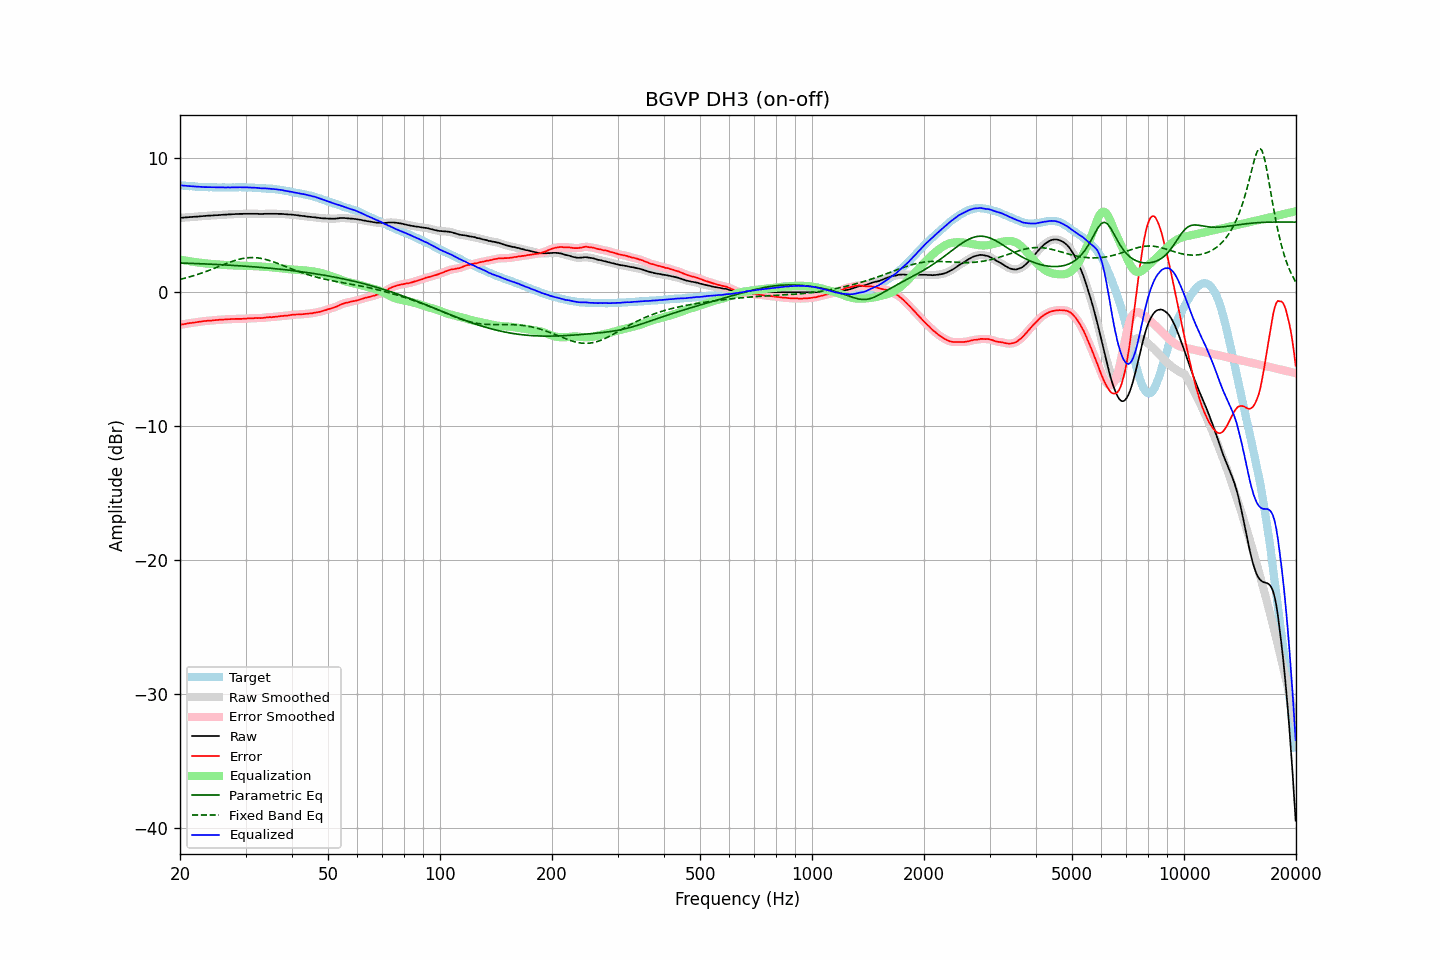 BGVP DH3 (on-off)
Amplitude (dBr)
10
0
−10
−20
−30
−40
Target
Raw Smoothed
Error Smoothed
Raw
Error
Equalization
Parametric Eq
Fixed Band Eq
Equalized
20 50 100 200 500 1000 2000 5000 10000 20000
Frequency (Hz)